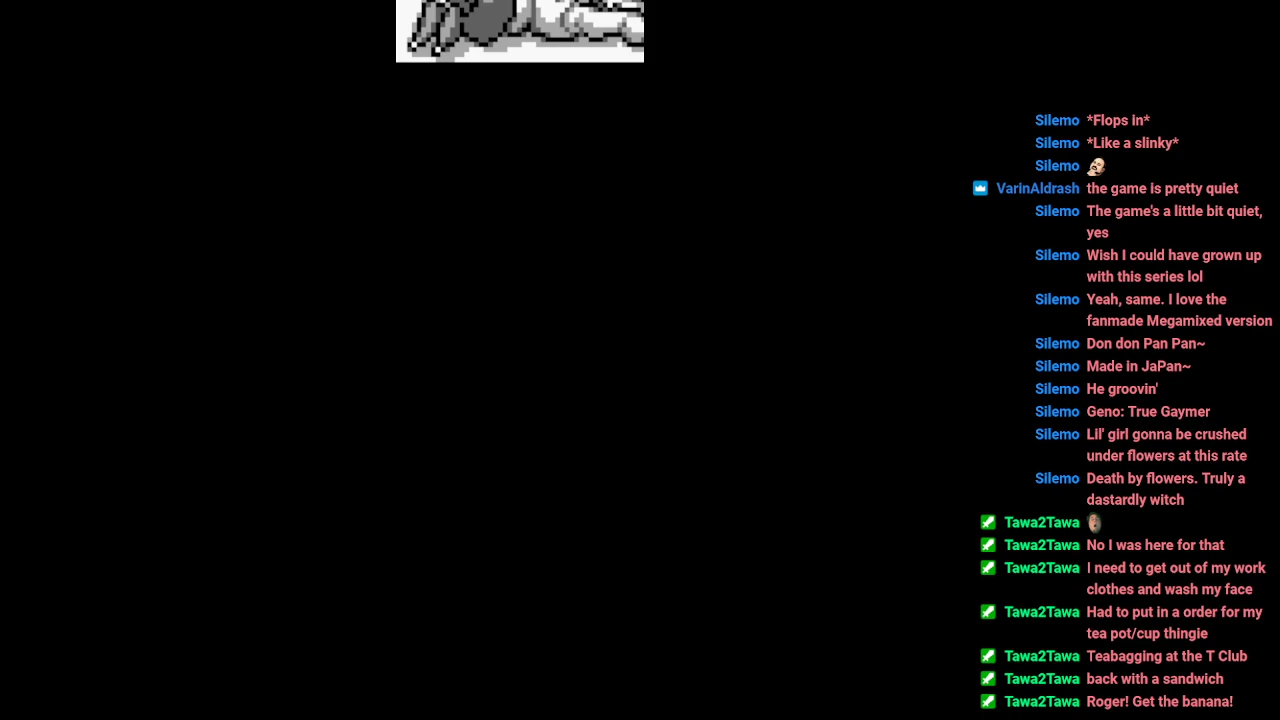 Silemo *Flops in*
Silemo *Like a slinky*
Silemo
VarinAldrash the game is pretty quiet
Silemo The game's a little bit quiet,
yes
Silemo Wish I could have grown up
with this series lol
Silemo Yeah, same. I love the
fanmade Megamixed version
Silemo Don don Pan Pan~
Silemo Made in JaPan~
Silemo He groovin'
Silemo Geno: True Gaymer
Silemo Lil' girl gonna be crushed
under flowers at this rate
Silemo Death by flowers. Truly a
dastardly witch
Tawa2Tawa
Tawa2Tawa No I was here for that
Tawa2Tawa I need to get out of my work
clothes and wash my face
Tawa2Tawa Had to put in a order for my
tea pot/cup thingie
Tawa2Tawa Teabagging at the T Club
Tawa2Tawa back with a sandwich
Tawa2Tawa Roger! Get the banana!